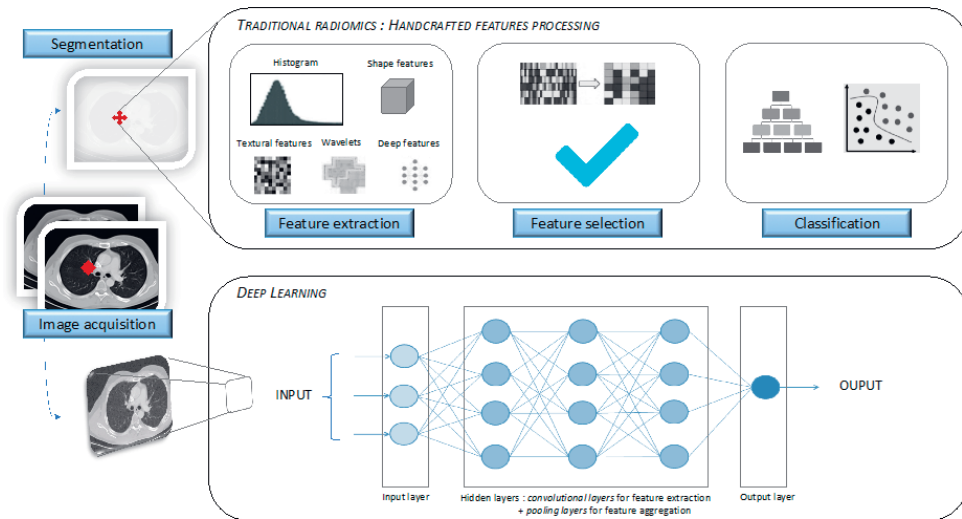 TRADITIONAL RADIOMICS : HANDCRAFTED FEATURES PROCESSING
Segmentation
Histogram
Shape features
Textural features
Wavelets
Deep features
Feature extraction
Feature selection
Classification
Image acquisition
DEEP LEARNING
INPUT
OUPUT
Input layer
Hidden layers : convolutional layers for feature extraction
+ pooling layers for feature aggregation
Output layer